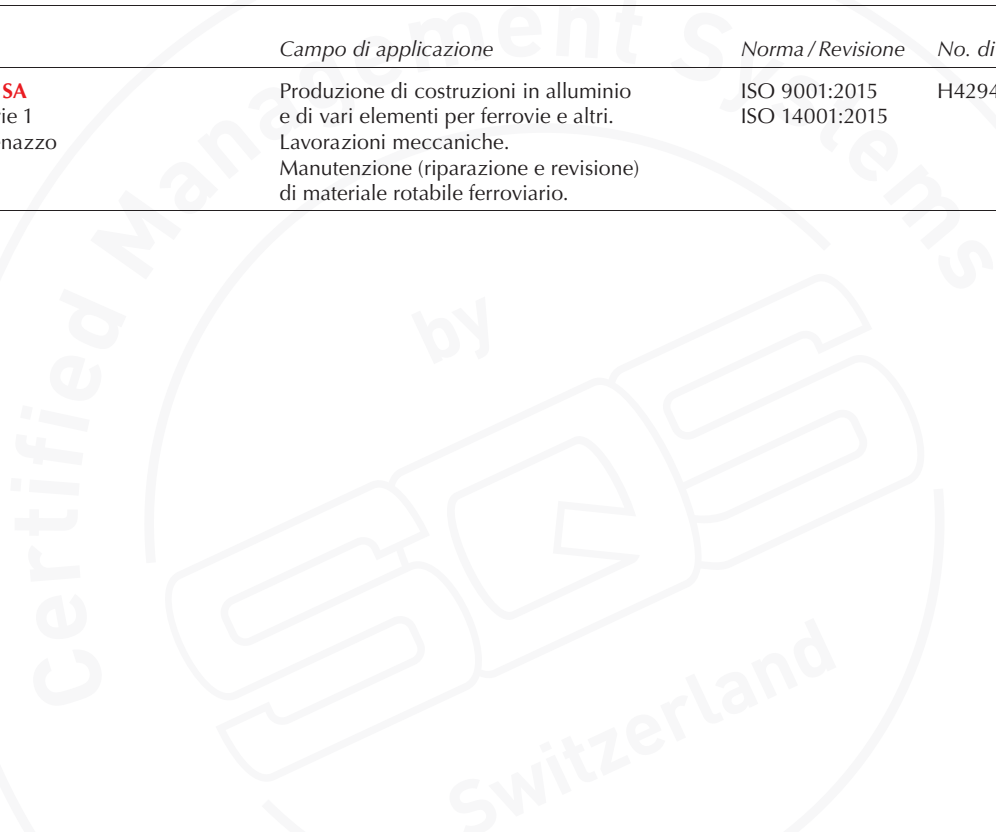 Campo di applicazione Norma / Revisione No. di
SA Produzione di costruzioni in alluminio ISO 9001:2015 H4294
ie 1 e di vari elementi per ferrovie e altri. ISO 14001:2015
nazzo Lavorazioni meccaniche.
Manutenzione (riparazione e revisione)
di materiale rotabile ferroviario.
Certified Management Systems
by
SQS
Switzerland